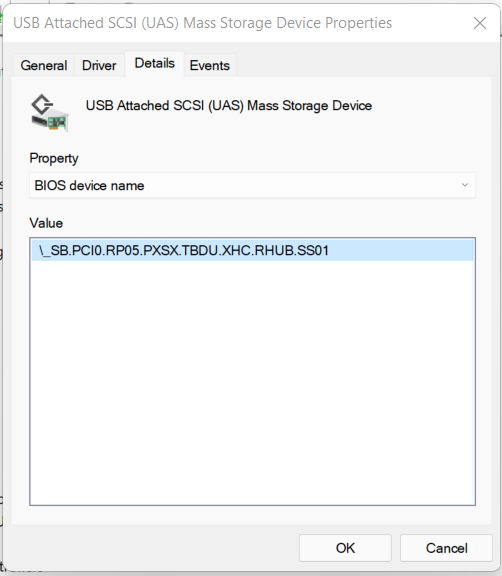 USB Attached SCSI (UAS) Mass Storage Device Properties
General Driver Details Events
USB Attached SCSI (UAS) Mass Storage Device
Property
BIOS device name
Value
\_SB.PCI0.RP05.PXSX.TBDU.XHC.RHUB.SS01
OK Cancel